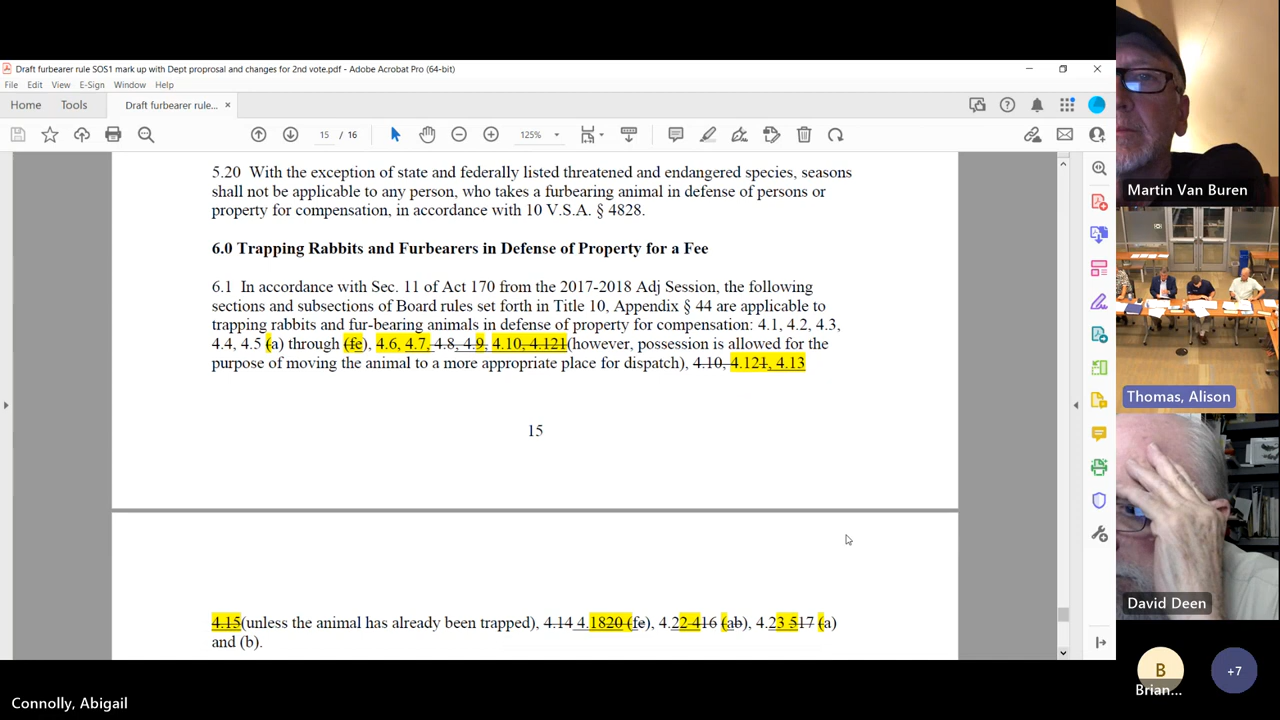 Draft furbearer rule SOS1 mark up with Dept proprosal and changes for 2nd vote.pdf - Adobe Acrobat Pro (64-bit)
File Edit View E-Sign Window Help
Home Tools Draft furbearer rule... ×
15 / 16 125%
5.20 With the exception of state and federally listed threatened and endangered species, seasons
shall not be applicable to any person, who takes a furbearing animal in defense of persons or
property for compensation, in accordance with 10 V.S.A. § 4828.
6.0 Trapping Rabbits and Furbearers in Defense of Property for a Fee
6.1 In accordance with Sec. 11 of Act 170 from the 2017-2018 Adj Session, the following
sections and subsections of Board rules set forth in Title 10, Appendix § 44 are applicable to
trapping rabbits and fur-bearing animals in defense of property for compensation: 4.1, 4.2, 4.3,
4.4, 4.5 (a) through (fe), 4.6, 4.7, 4.8, 4.9, 4.10, 4.121(however, possession is allowed for the
purpose of moving the animal to a more appropriate place for dispatch), 4.10, 4.121, 4.13
15
4.15(unless the animal has already been trapped), 4.14 4.1820 (fe), 4.22 416 (ab), 4.23 517 (a)
and (b).
Martin Van Buren
Thomas, Alison
David Deen
B
Brian...
+7
Connolly, Abigail